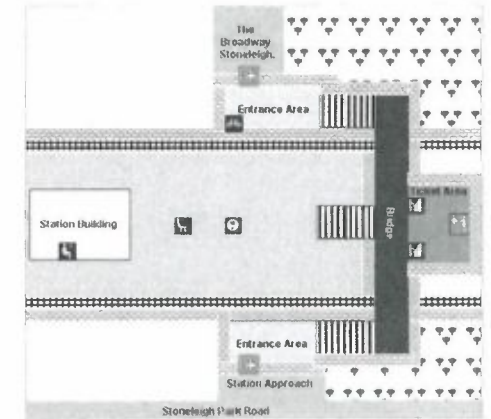 The
Broadway
Stoneleigh.
Entrance Area
Ticket Area
Station Building
Bridge
Entrance Area
Station Approach
Stoneleigh Park Road